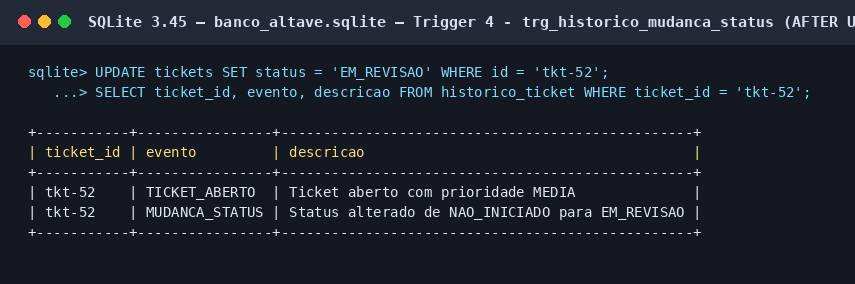 SQLite 3.45 — banco_altave.sqlite — Trigger 4 - trg_historico_mudanca_status (AFTER U
sqlite> UPDATE tickets SET status = 'EM_REVISAO' WHERE id = 'tkt-52';
   ...> SELECT ticket_id, evento, descricao FROM historico_ticket WHERE ticket_id = 'tkt-52';
+-----------+----------------+--------------------------------------------------+
| ticket_id | evento         | descricao                                        |
+-----------+----------------+--------------------------------------------------+
| tkt-52    | TICKET_ABERTO  | Ticket aberto com prioridade MEDIA               |
| tkt-52    | MUDANCA_STATUS | Status alterado de NAO_INICIADO para EM_REVISAO |
+-----------+----------------+--------------------------------------------------+